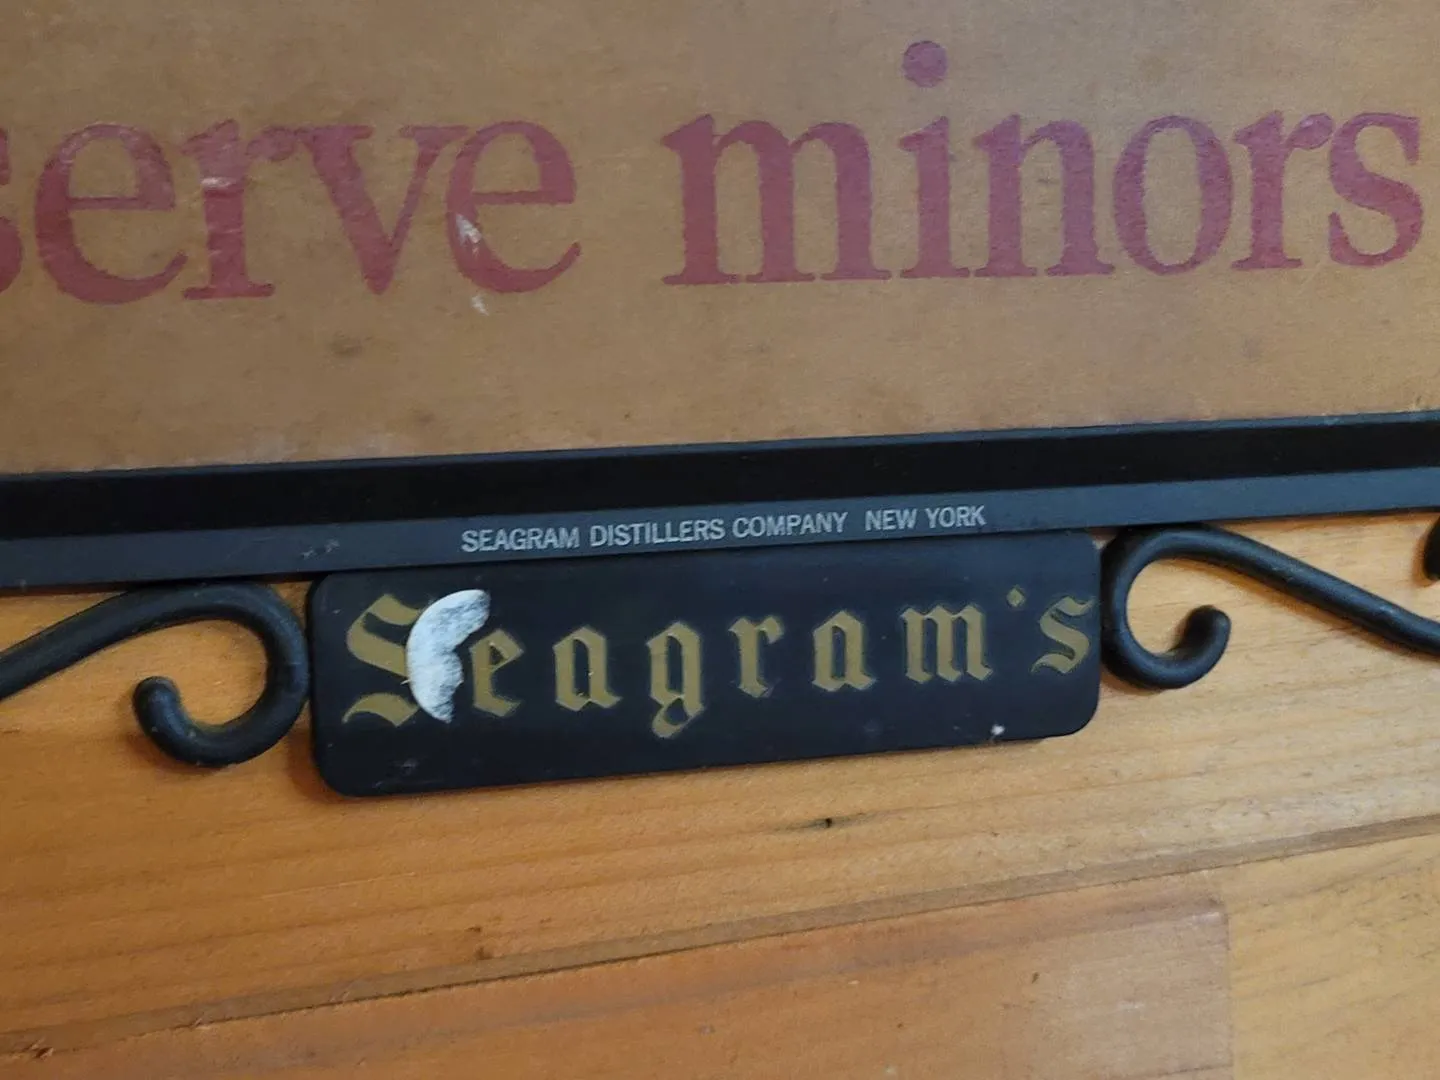 serve minors
SEAGRAM DISTILLERS COMPANY NEW YORK
Seagram's